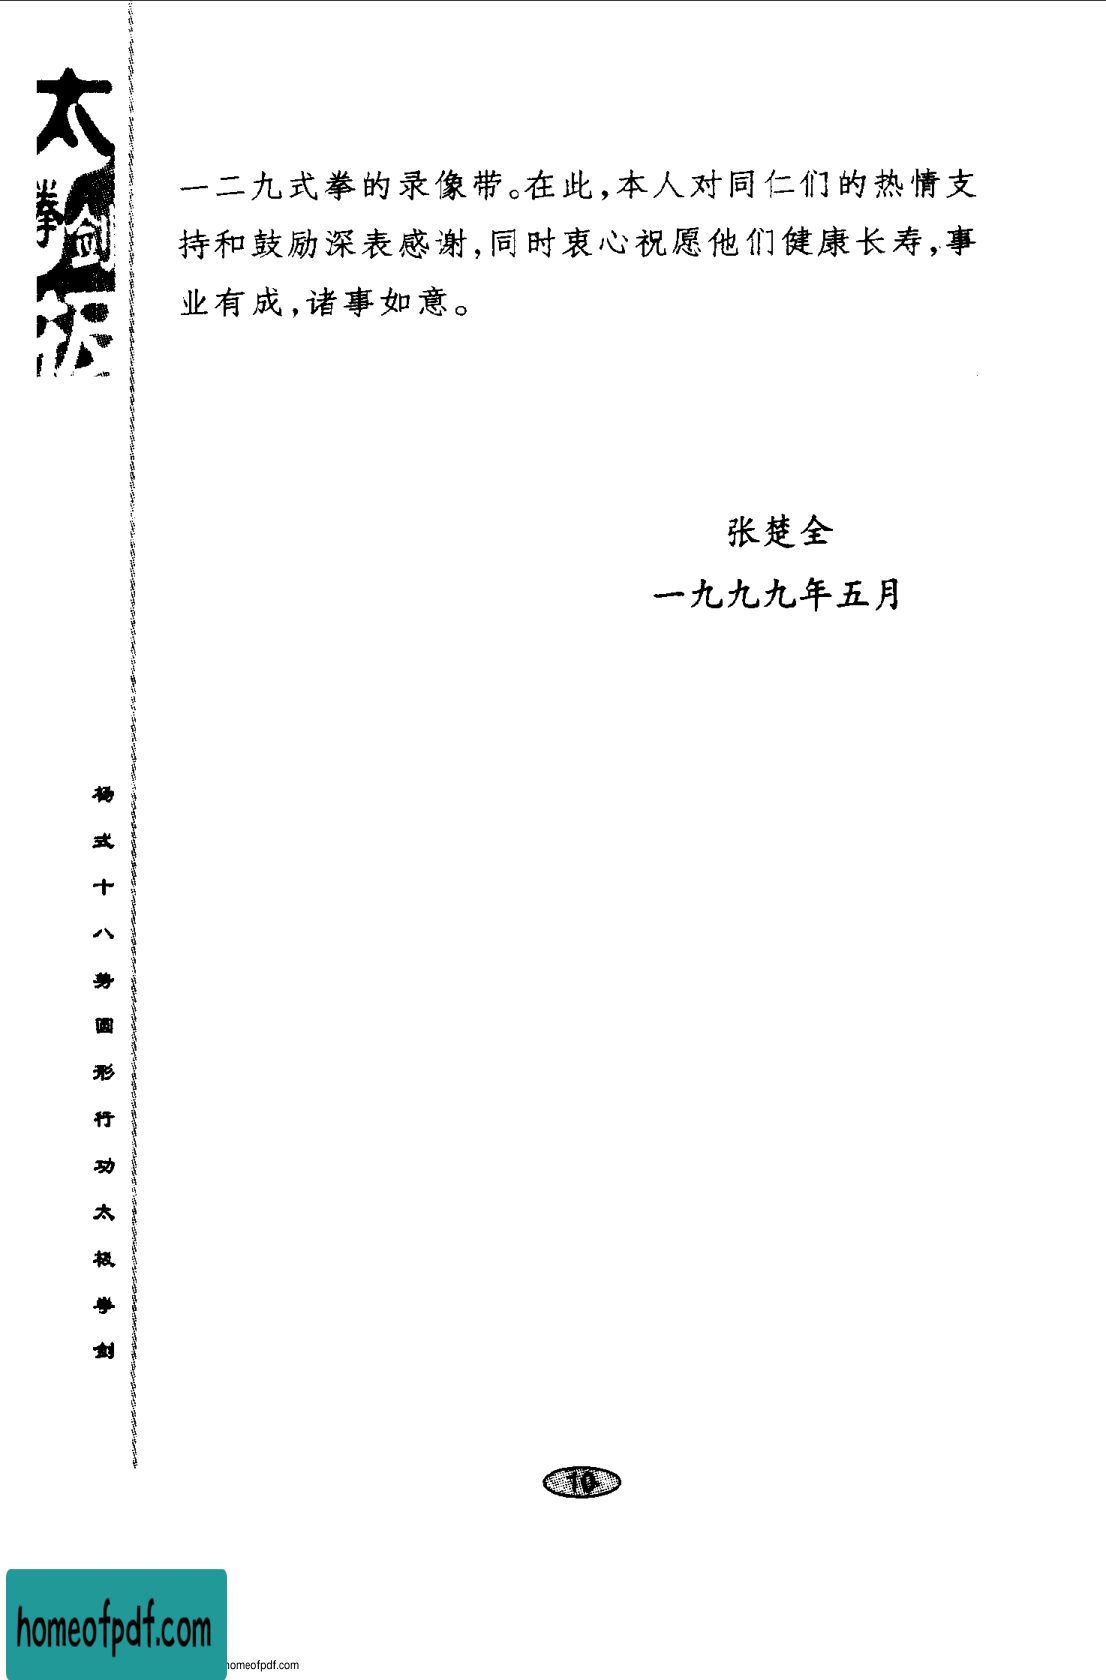 太
拳
剑
一二九式拳的录像带。在此,本人对同仁们的热情支
持和鼓励深表感谢,同时衷心祝愿他们健康长寿,事
业有成,诸事如意。
张楚全
一九九九年五月
杨式十八势圆形行功太极拳剑
10
homeofpdf.com
homeofpdf.com